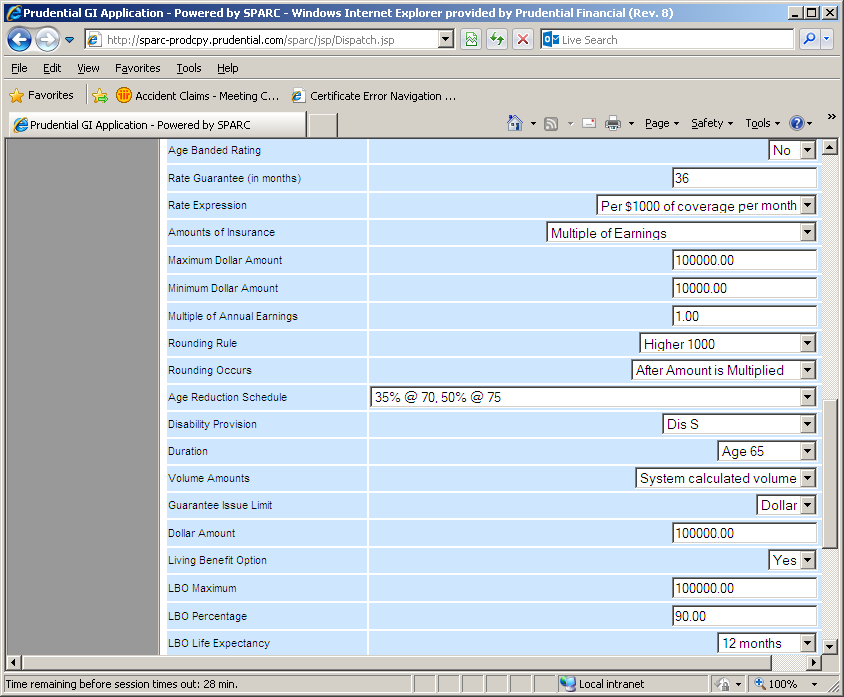 Prudential GI Application - Powered by SPARC - Windows Internet Explorer provided by Prudential Financial (Rev. 8)
http://sparc-prodcpy.prudential.com/sparc/jsp/Dispatch.jsp Live Search
File Edit View Favorites Tools Help
Favorites Accident Claims - Meeting C... Certificate Error Navigation ...
Prudential GI Application - Powered by SPARC Page Safety Tools »
Age Banded Rating No
Rate Guarantee (in months) 36
Rate Expression Per $1000 of coverage per month
Amounts of Insurance Multiple of Earnings
Maximum Dollar Amount 100000.00
Minimum Dollar Amount 10000.00
Multiple of Annual Earnings 1.00
Rounding Rule Higher 1000
Rounding Occurs After Amount is Multiplied
Age Reduction Schedule 35% @ 70, 50% @ 75
Disability Provision Dis S
Duration Age 65
Volume Amounts System calculated volume
Guarantee Issue Limit Dollar
Dollar Amount 100000.00
Living Benefit Option Yes
LBO Maximum 100000.00
LBO Percentage 90.00
LBO Life Expectancy 12 months
Time remaining before session times out: 28 min. Local intranet 100%